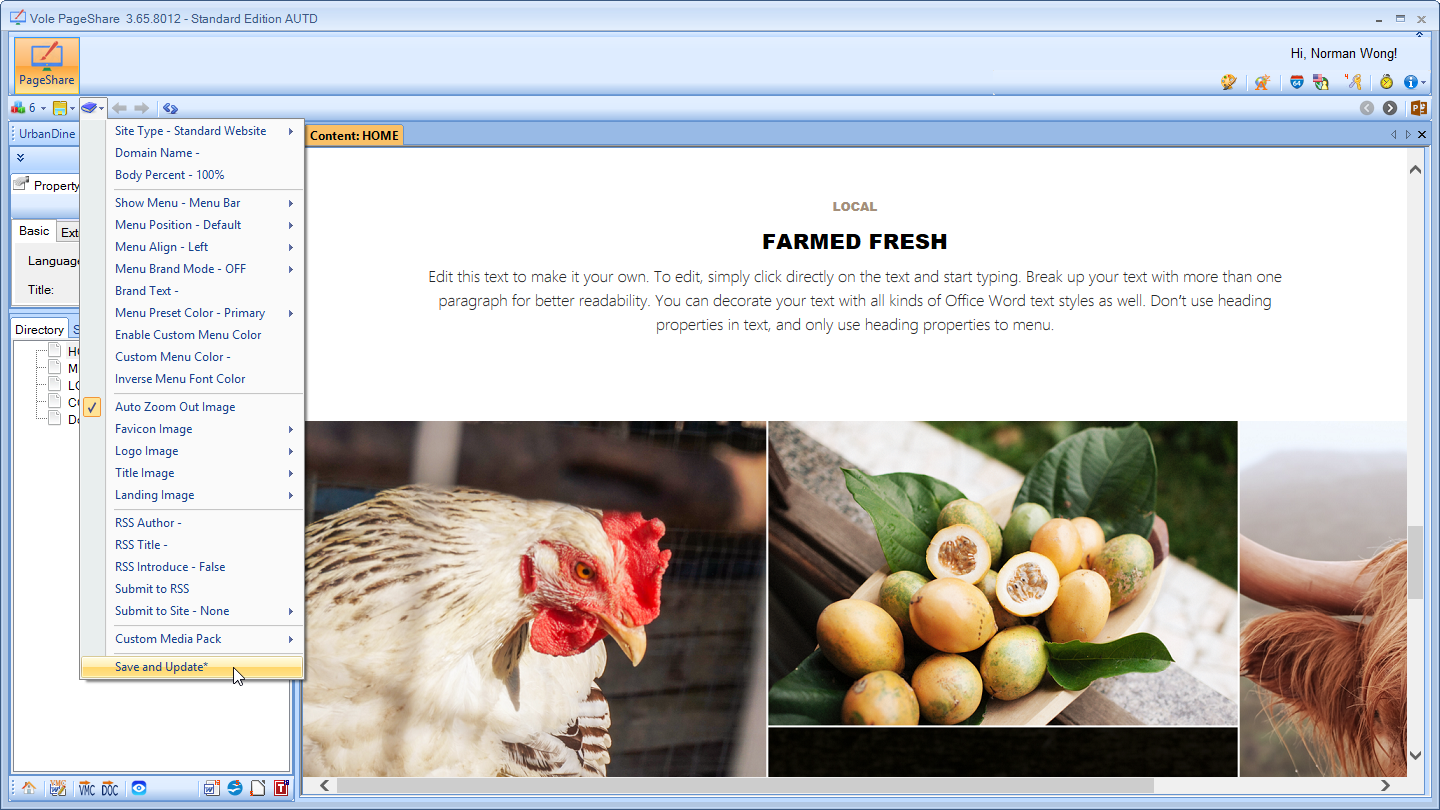 Vole PageShare 3.65.8012 - Standard Edition AUTD
PageShare
Hi, Norman Wong!
6
UrbanDine
Content: HOME
Property
Basic
Ext
Language
Title:
Directory
S
HO
M
LO
CO
Do
Site Type - Standard Website
Domain Name -
Body Percent - 100%
Show Menu - Menu Bar
Menu Position - Default
Menu Align - Left
Menu Brand Mode - OFF
Brand Text -
Menu Preset Color - Primary
Enable Custom Menu Color
Custom Menu Color -
Inverse Menu Font Color
Auto Zoom Out Image
Favicon Image
Logo Image
Title Image
Landing Image
RSS Author -
RSS Title -
RSS Introduce - False
Submit to RSS
Submit to Site - None
Custom Media Pack
Save and Update*
LOCAL
FARMED FRESH
Edit this text to make it your own. To edit, simply click directly on the text and start typing. Break up your text with more than one
paragraph for better readability. You can decorate your text with all kinds of Office Word text styles as well. Don't use heading
properties in text, and only use heading properties to menu.
VMC
DOC